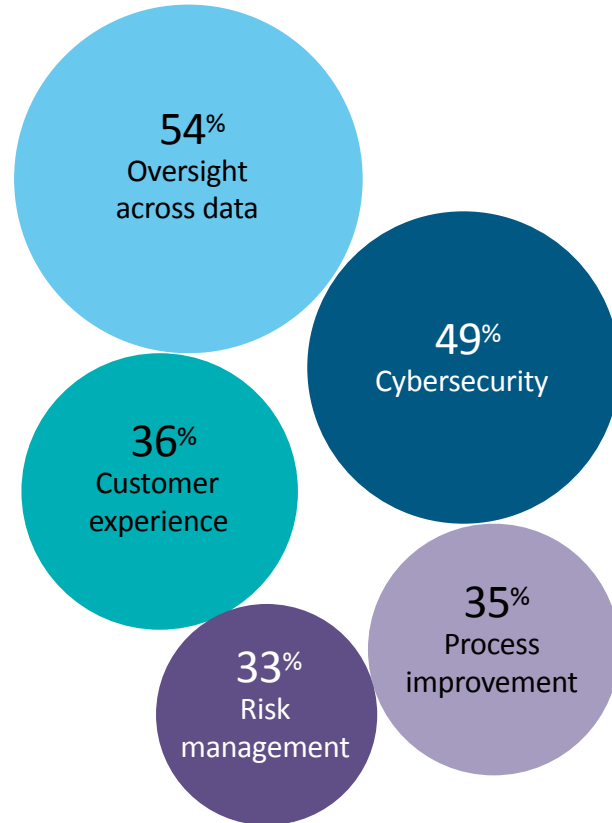 54%
Oversight
across data
49%
Cybersecurity
36%
Customer
experience
35%
Process
improvement
33%
Risk
management